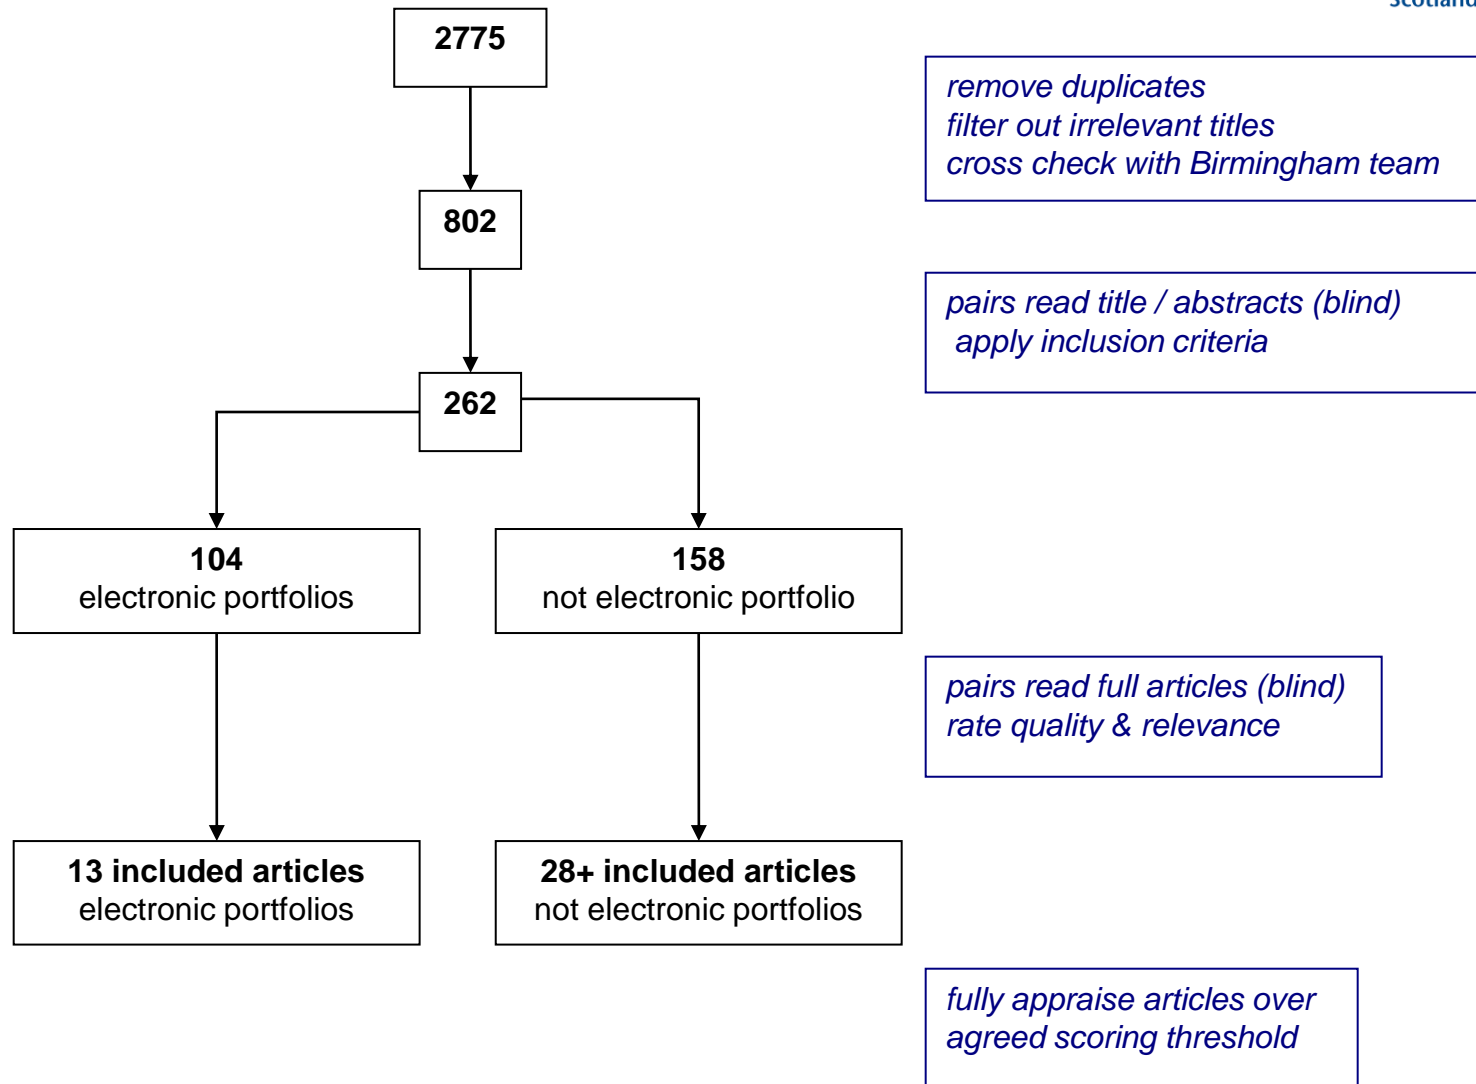 Scotland
2775
remove duplicates
filter out irrelevant titles
cross check with Birmingham team
802
pairs read title / abstracts (blind)
apply inclusion criteria
262
104
electronic portfolios
158
not electronic portfolio
pairs read full articles (blind)
rate quality & relevance
13 included articles
electronic portfolios
28+ included articles
not electronic portfolios
fully appraise articles over
agreed scoring threshold